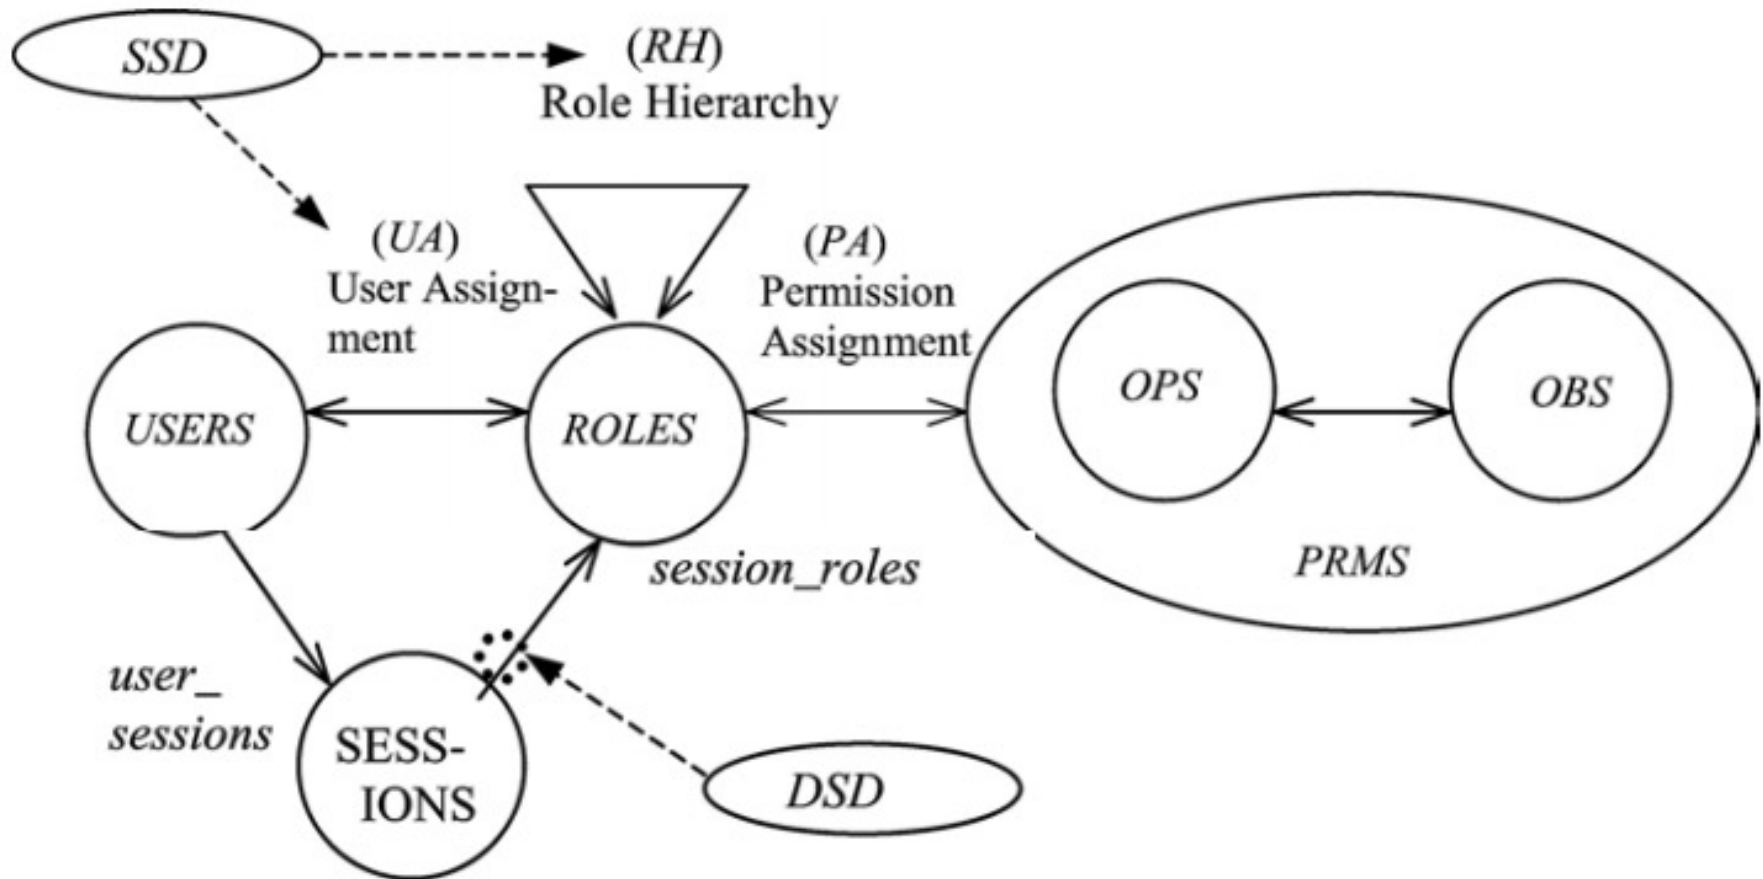 SSD
(RH)
Role Hierarchy
(UA)
User Assign-
ment
(PA)
Permission
Assignment
USERS
ROLES
OPS
OBS
PRMS
session_roles
user_
sessions
SESS-
IONS
DSD